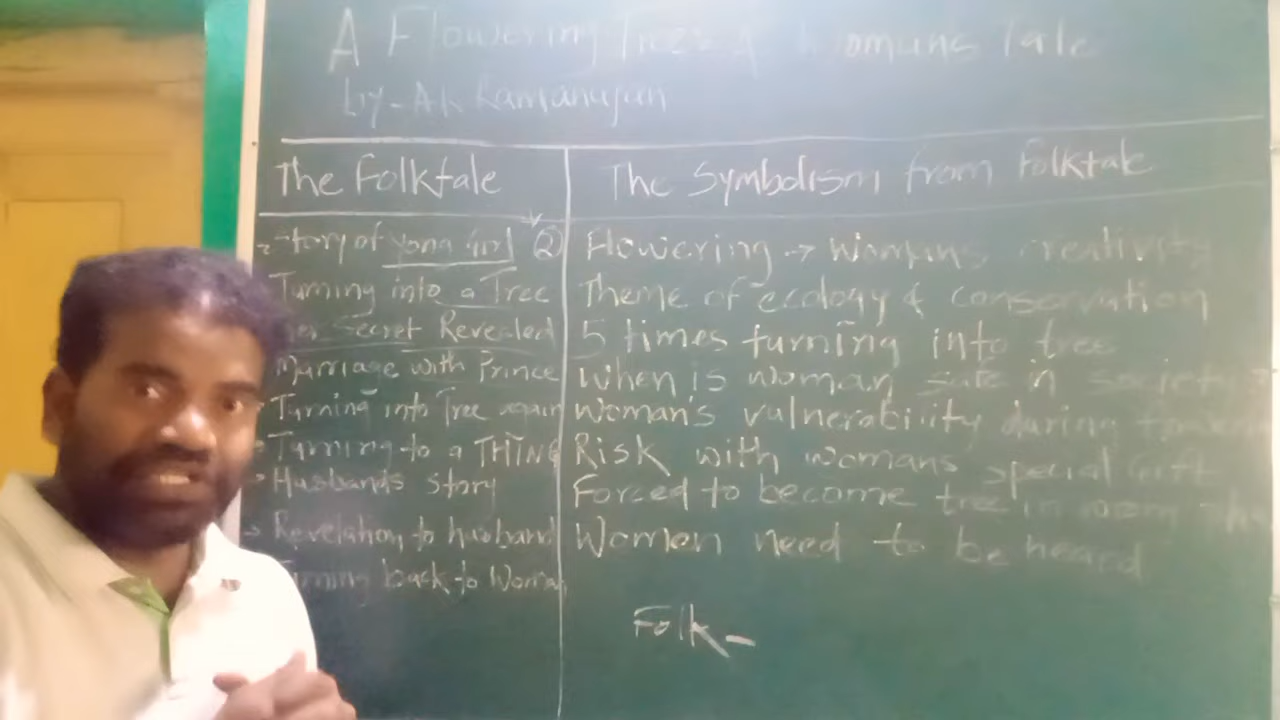 A Flowering Tree: A Womans Tale
by - A.K Ramanujan
The Folktale
The Symbolism from Folktale
Story of yong Girl ②
Turning into a Tree
Her Secret Revealed
Marriage with Prince
Turning into Tree again
Turning to a THING
Husbands story
Revelation to husband
Turning back to Woman
Flowering → womans creativity
Theme of ecology & conservation
5 times turning into tree
When is woman safe in society
Woman's vulnerability during
Risk with womans special Gift
Forced to become tree in
Women need to be heard
Folk -